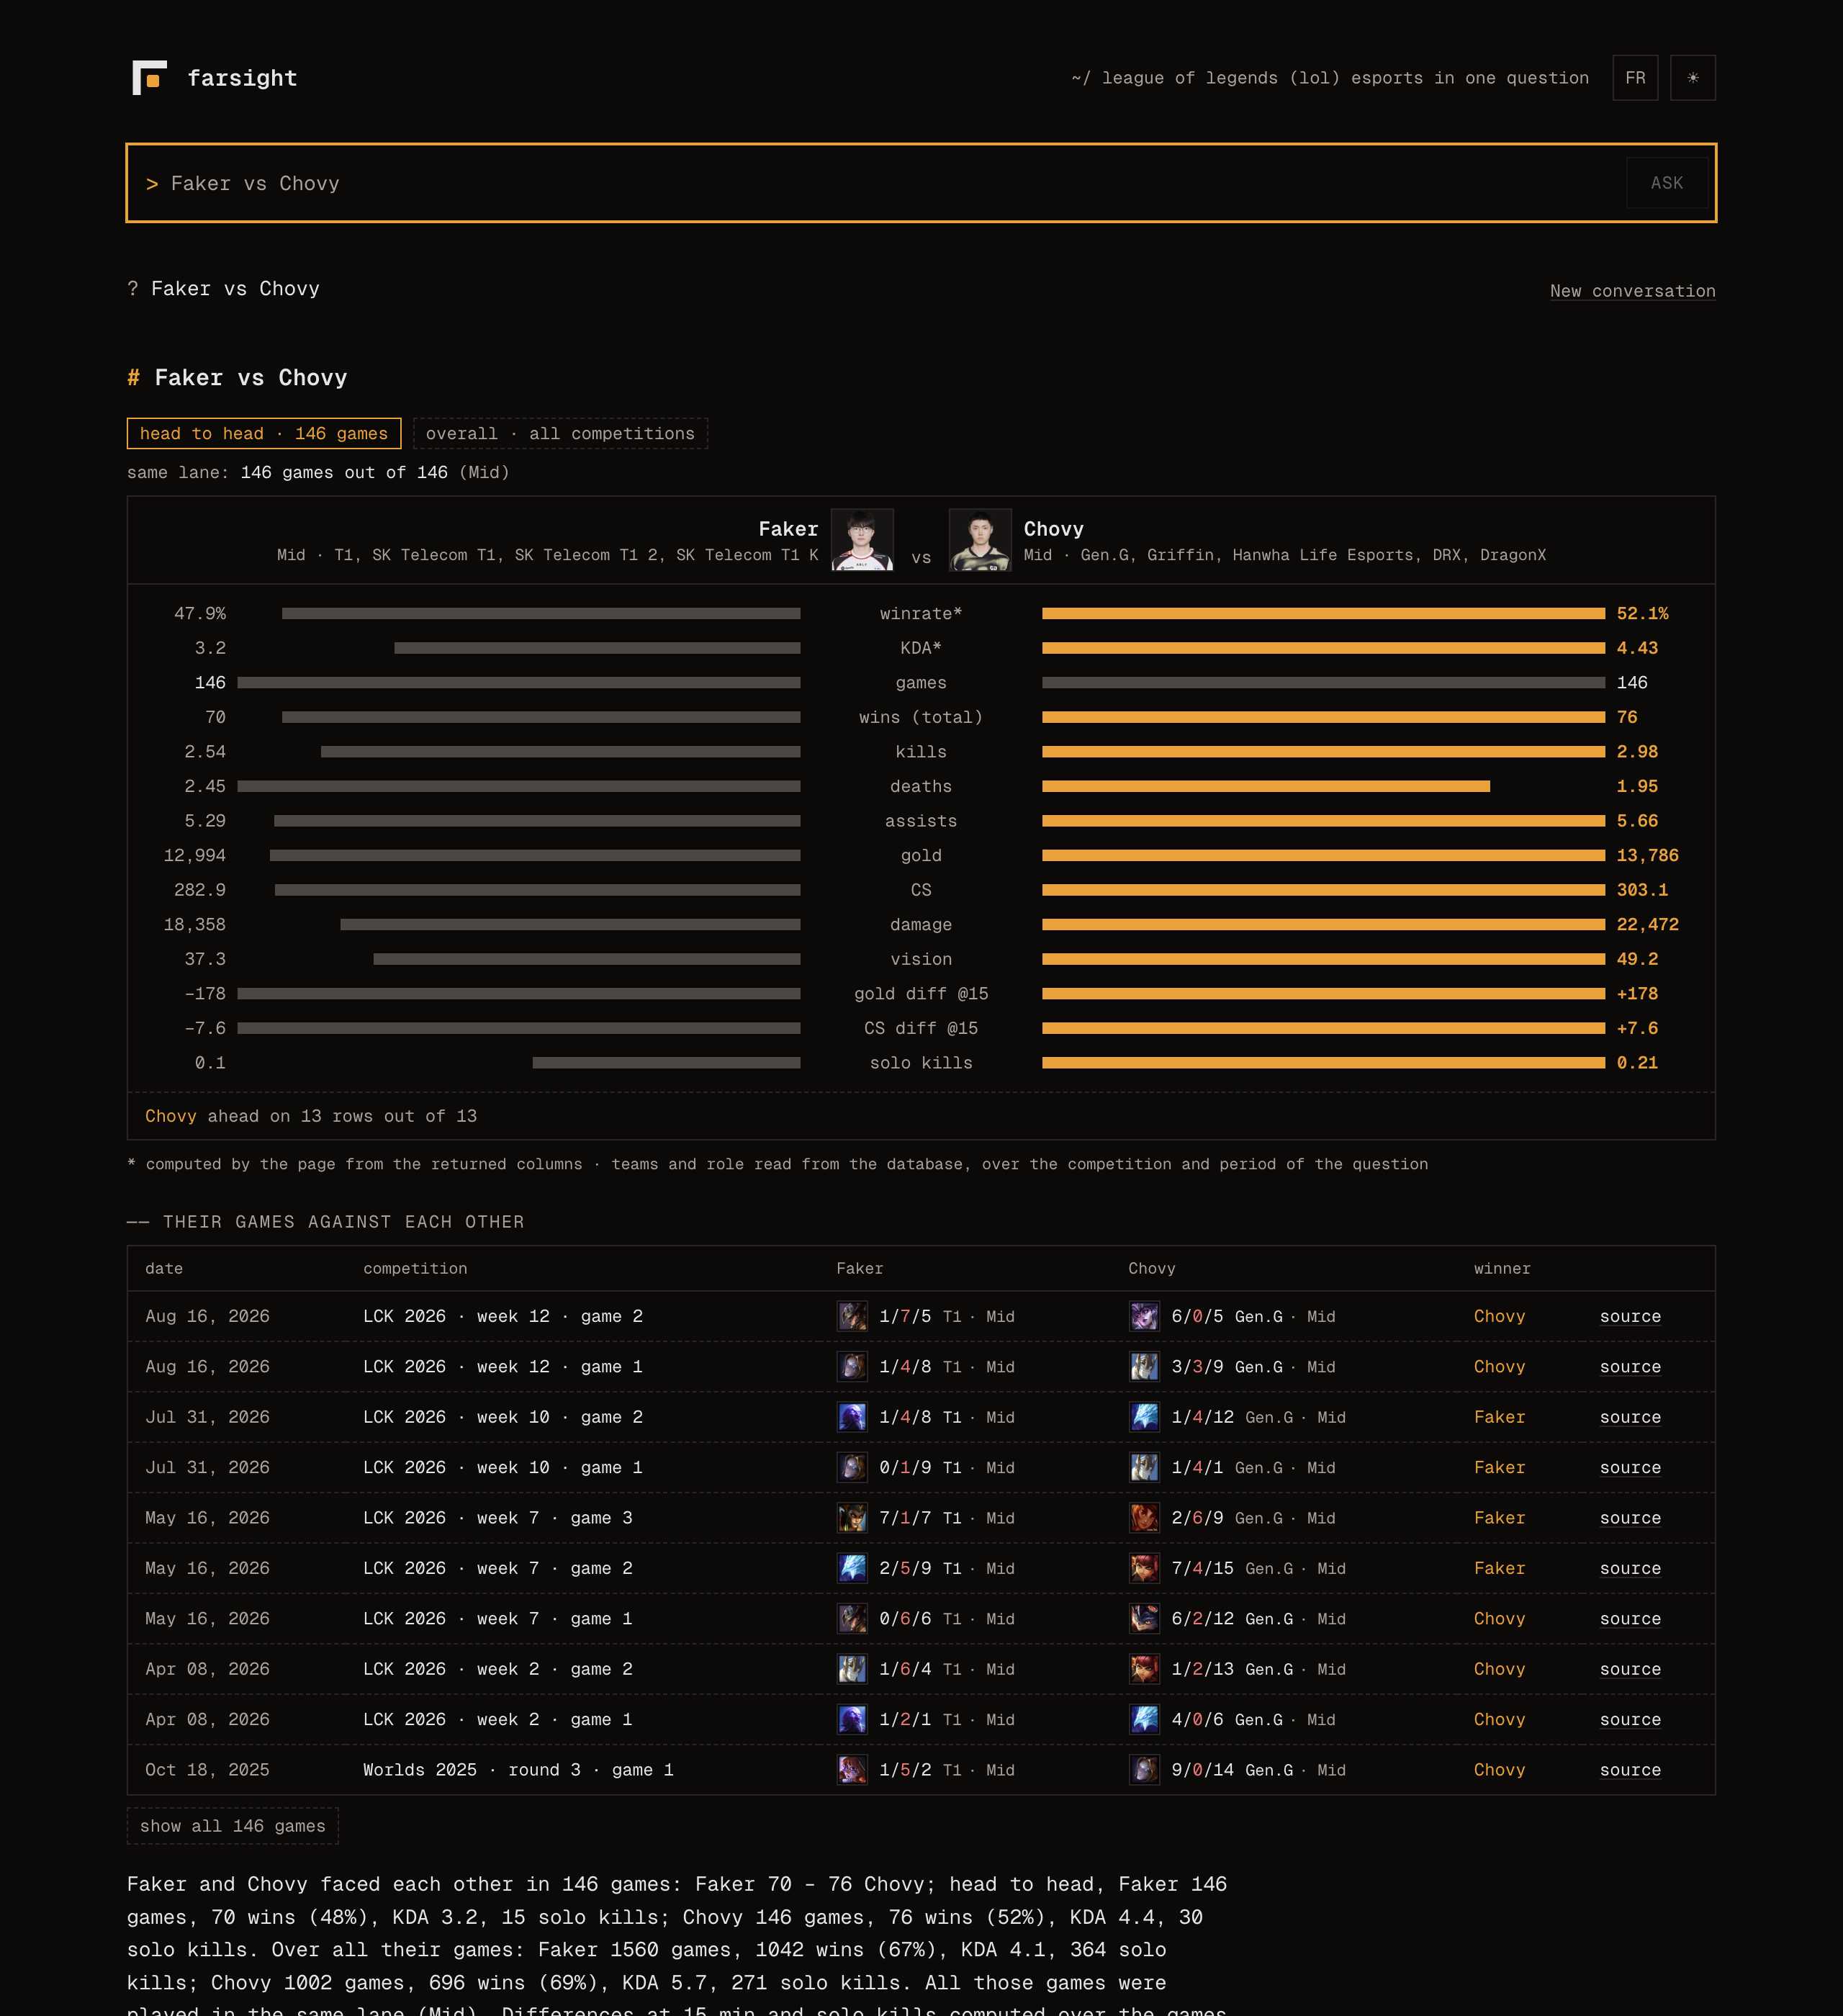 farsight
~/ league of legends (lol) esports in one question
FR
> Faker vs Chovy
ASK
? Faker vs Chovy
New conversation
# Faker vs Chovy
head to head · 146 games
overall · all competitions
same lane: 146 games out of 146 (Mid)
Faker
Mid · T1, SK Telecom T1, SK Telecom T1 2, SK Telecom T1 K
vs
Chovy
Mid · Gen.G, Griffin, Hanwha Life Esports, DRX, DragonX
47.9% winrate* 52.1%
3.2 KDA* 4.43
146 games 146
70 wins (total) 76
2.54 kills 2.98
2.45 deaths 1.95
5.29 assists 5.66
12,994 gold 13,786
282.9 CS 303.1
18,358 damage 22,472
37.3 vision 49.2
−178 gold diff @15 +178
−7.6 CS diff @15 +7.6
0.1 solo kills 0.21
Chovy ahead on 13 rows out of 13
* computed by the page from the returned columns · teams and role read from the database, over the competition and period of the question
—— THEIR GAMES AGAINST EACH OTHER
date competition Faker Chovy winner
Aug 16, 2026 LCK 2026 · week 12 · game 2 1/7/5 T1 · Mid 6/0/5 Gen.G · Mid Chovy source
Aug 16, 2026 LCK 2026 · week 12 · game 1 1/4/8 T1 · Mid 3/3/9 Gen.G · Mid Chovy source
Jul 31, 2026 LCK 2026 · week 10 · game 2 1/4/8 T1 · Mid 1/4/12 Gen.G · Mid Faker source
Jul 31, 2026 LCK 2026 · week 10 · game 1 0/1/9 T1 · Mid 1/4/1 Gen.G · Mid Faker source
May 16, 2026 LCK 2026 · week 7 · game 3 7/1/7 T1 · Mid 2/6/9 Gen.G · Mid Faker source
May 16, 2026 LCK 2026 · week 7 · game 2 2/5/9 T1 · Mid 7/4/15 Gen.G · Mid Faker source
May 16, 2026 LCK 2026 · week 7 · game 1 0/6/6 T1 · Mid 6/2/12 Gen.G · Mid Chovy source
Apr 08, 2026 LCK 2026 · week 2 · game 2 1/6/4 T1 · Mid 1/2/13 Gen.G · Mid Chovy source
Apr 08, 2026 LCK 2026 · week 2 · game 1 1/2/1 T1 · Mid 4/0/6 Gen.G · Mid Chovy source
Oct 18, 2025 Worlds 2025 · round 3 · game 1 1/5/2 T1 · Mid 9/0/14 Gen.G · Mid Chovy source
show all 146 games
Faker and Chovy faced each other in 146 games: Faker 70 – 76 Chovy; head to head, Faker 146
games, 70 wins (48%), KDA 3.2, 15 solo kills; Chovy 146 games, 76 wins (52%), KDA 4.4, 30
solo kills. Over all their games: Faker 1560 games, 1042 wins (67%), KDA 4.1, 364 solo
kills; Chovy 1002 games, 696 wins (69%), KDA 5.7, 271 solo kills. All those games were
played in the same lane (Mid). Differences at 15 min and solo kills computed over the games